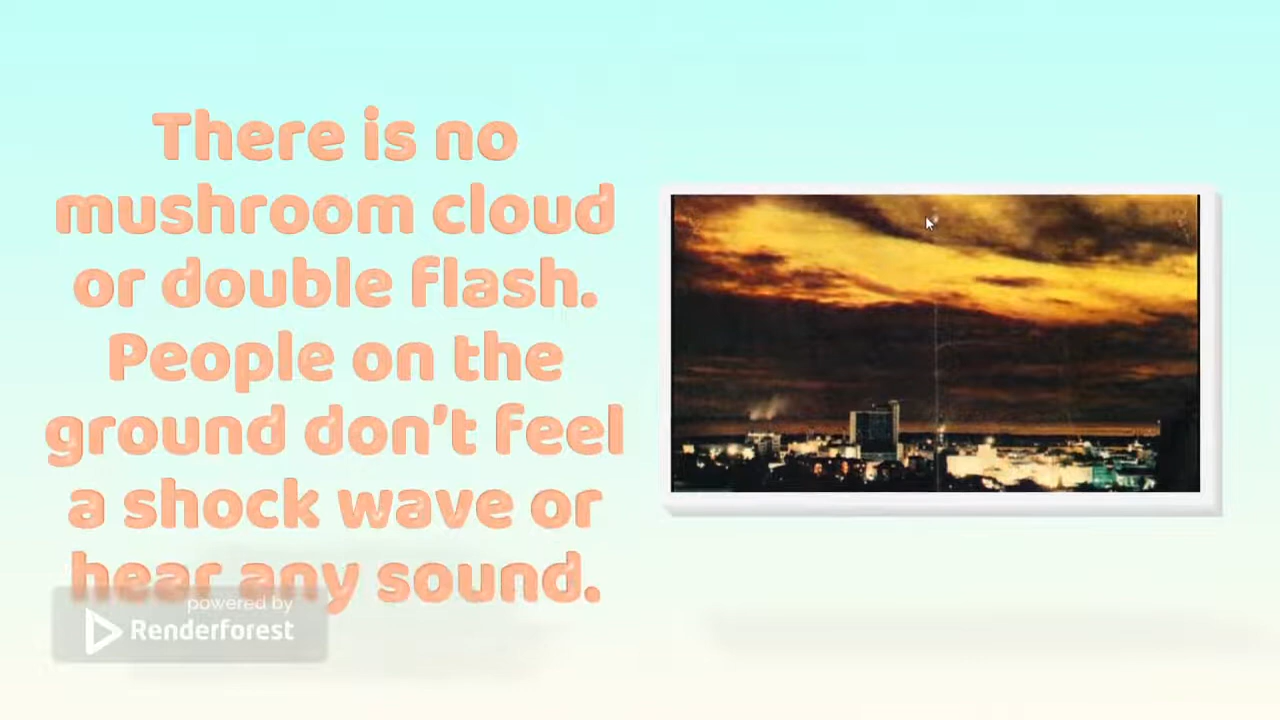 There is no
mushroom cloud
or double flash.
People on the
ground don't feel
a shock wave or
hear any sound.
powered by
Renderforest